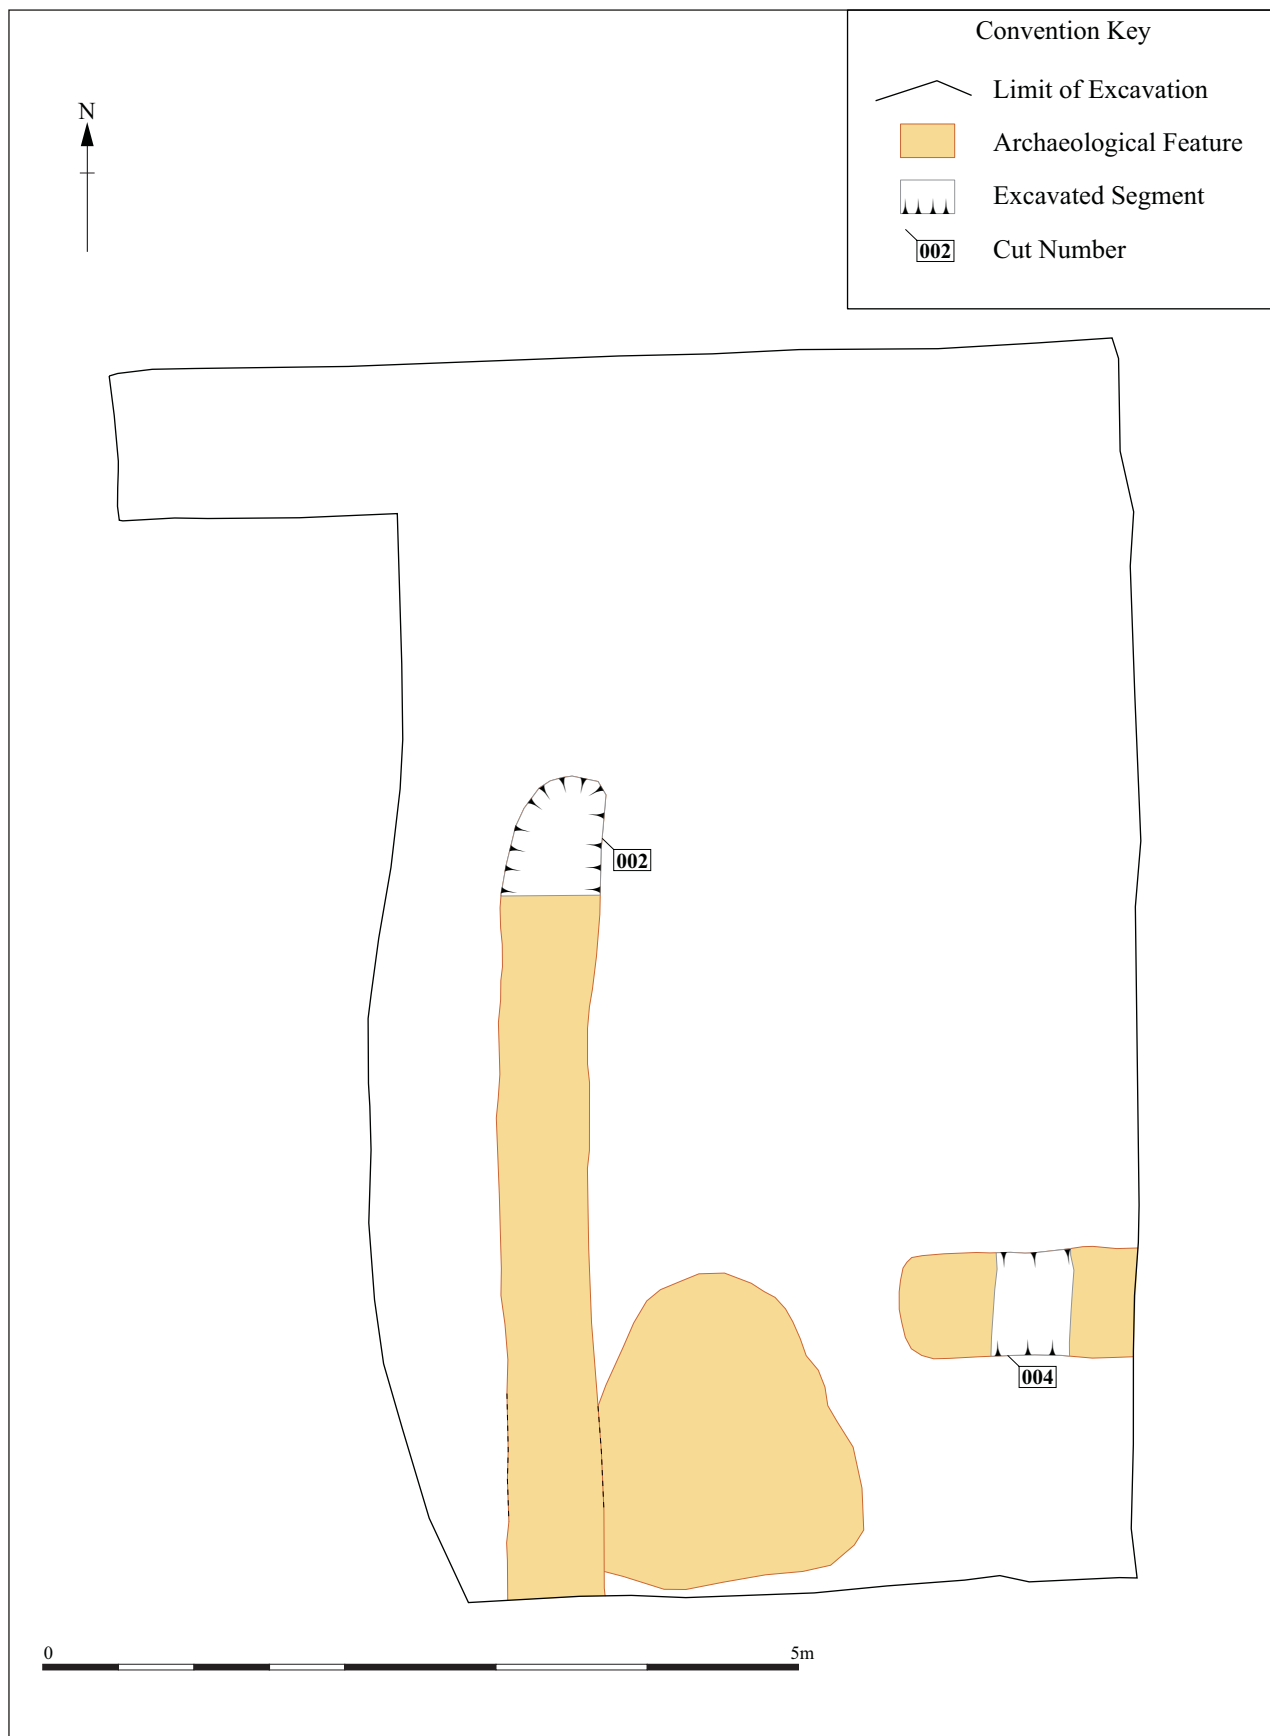 Convention Key
Limit of Excavation
Archaeological Feature
Excavated Segment
002 Cut Number
N
002
004
0 5m